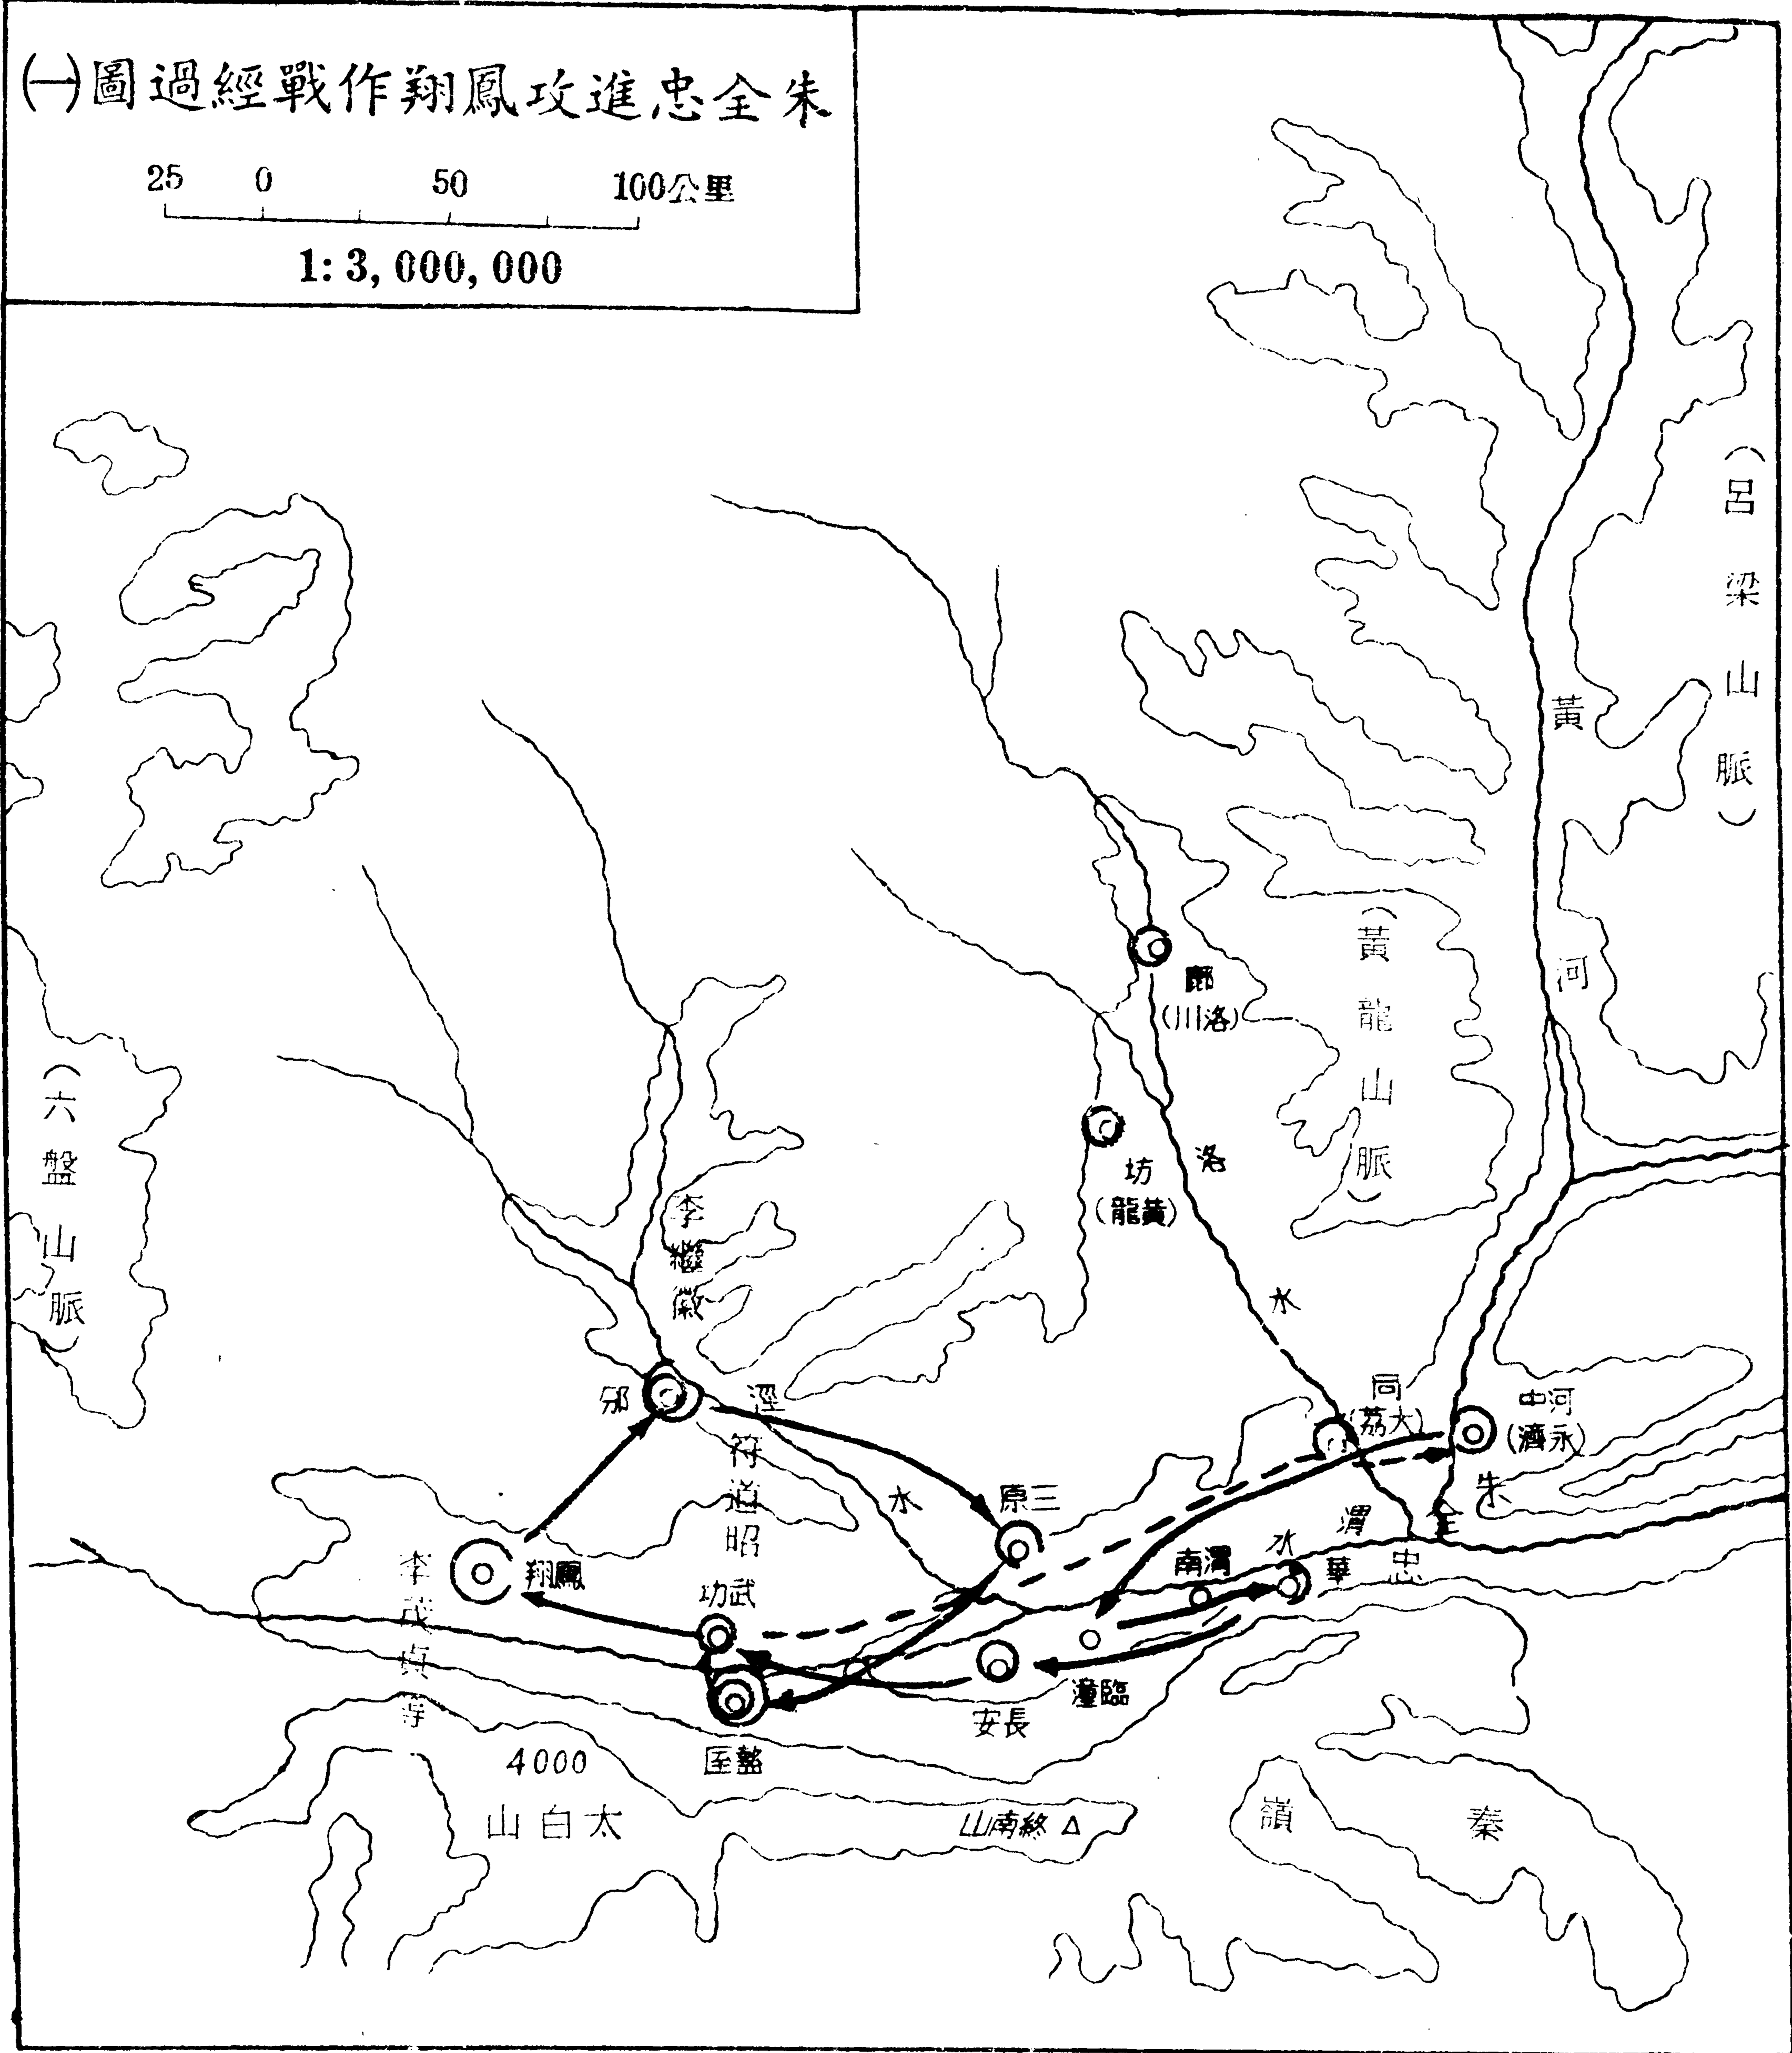 朱全忠進攻鳳翔作戰經過圖㈠
25 0 50 100公里
1:3,000,000
(呂梁山脈)
黃河
(黃龍山脈)
(六盤山脈)
鄜
(洛川)
坊
(黃龍)
洛水
李繼徽
邠
涇水
符道昭
同
(大荔)
河中
(永濟)
朱全忠
三原
渭水
渭南
華
鳳翔
李茂貞等
武功
臨潼
長安
盩厔
4000
太白山
終南山
秦嶺